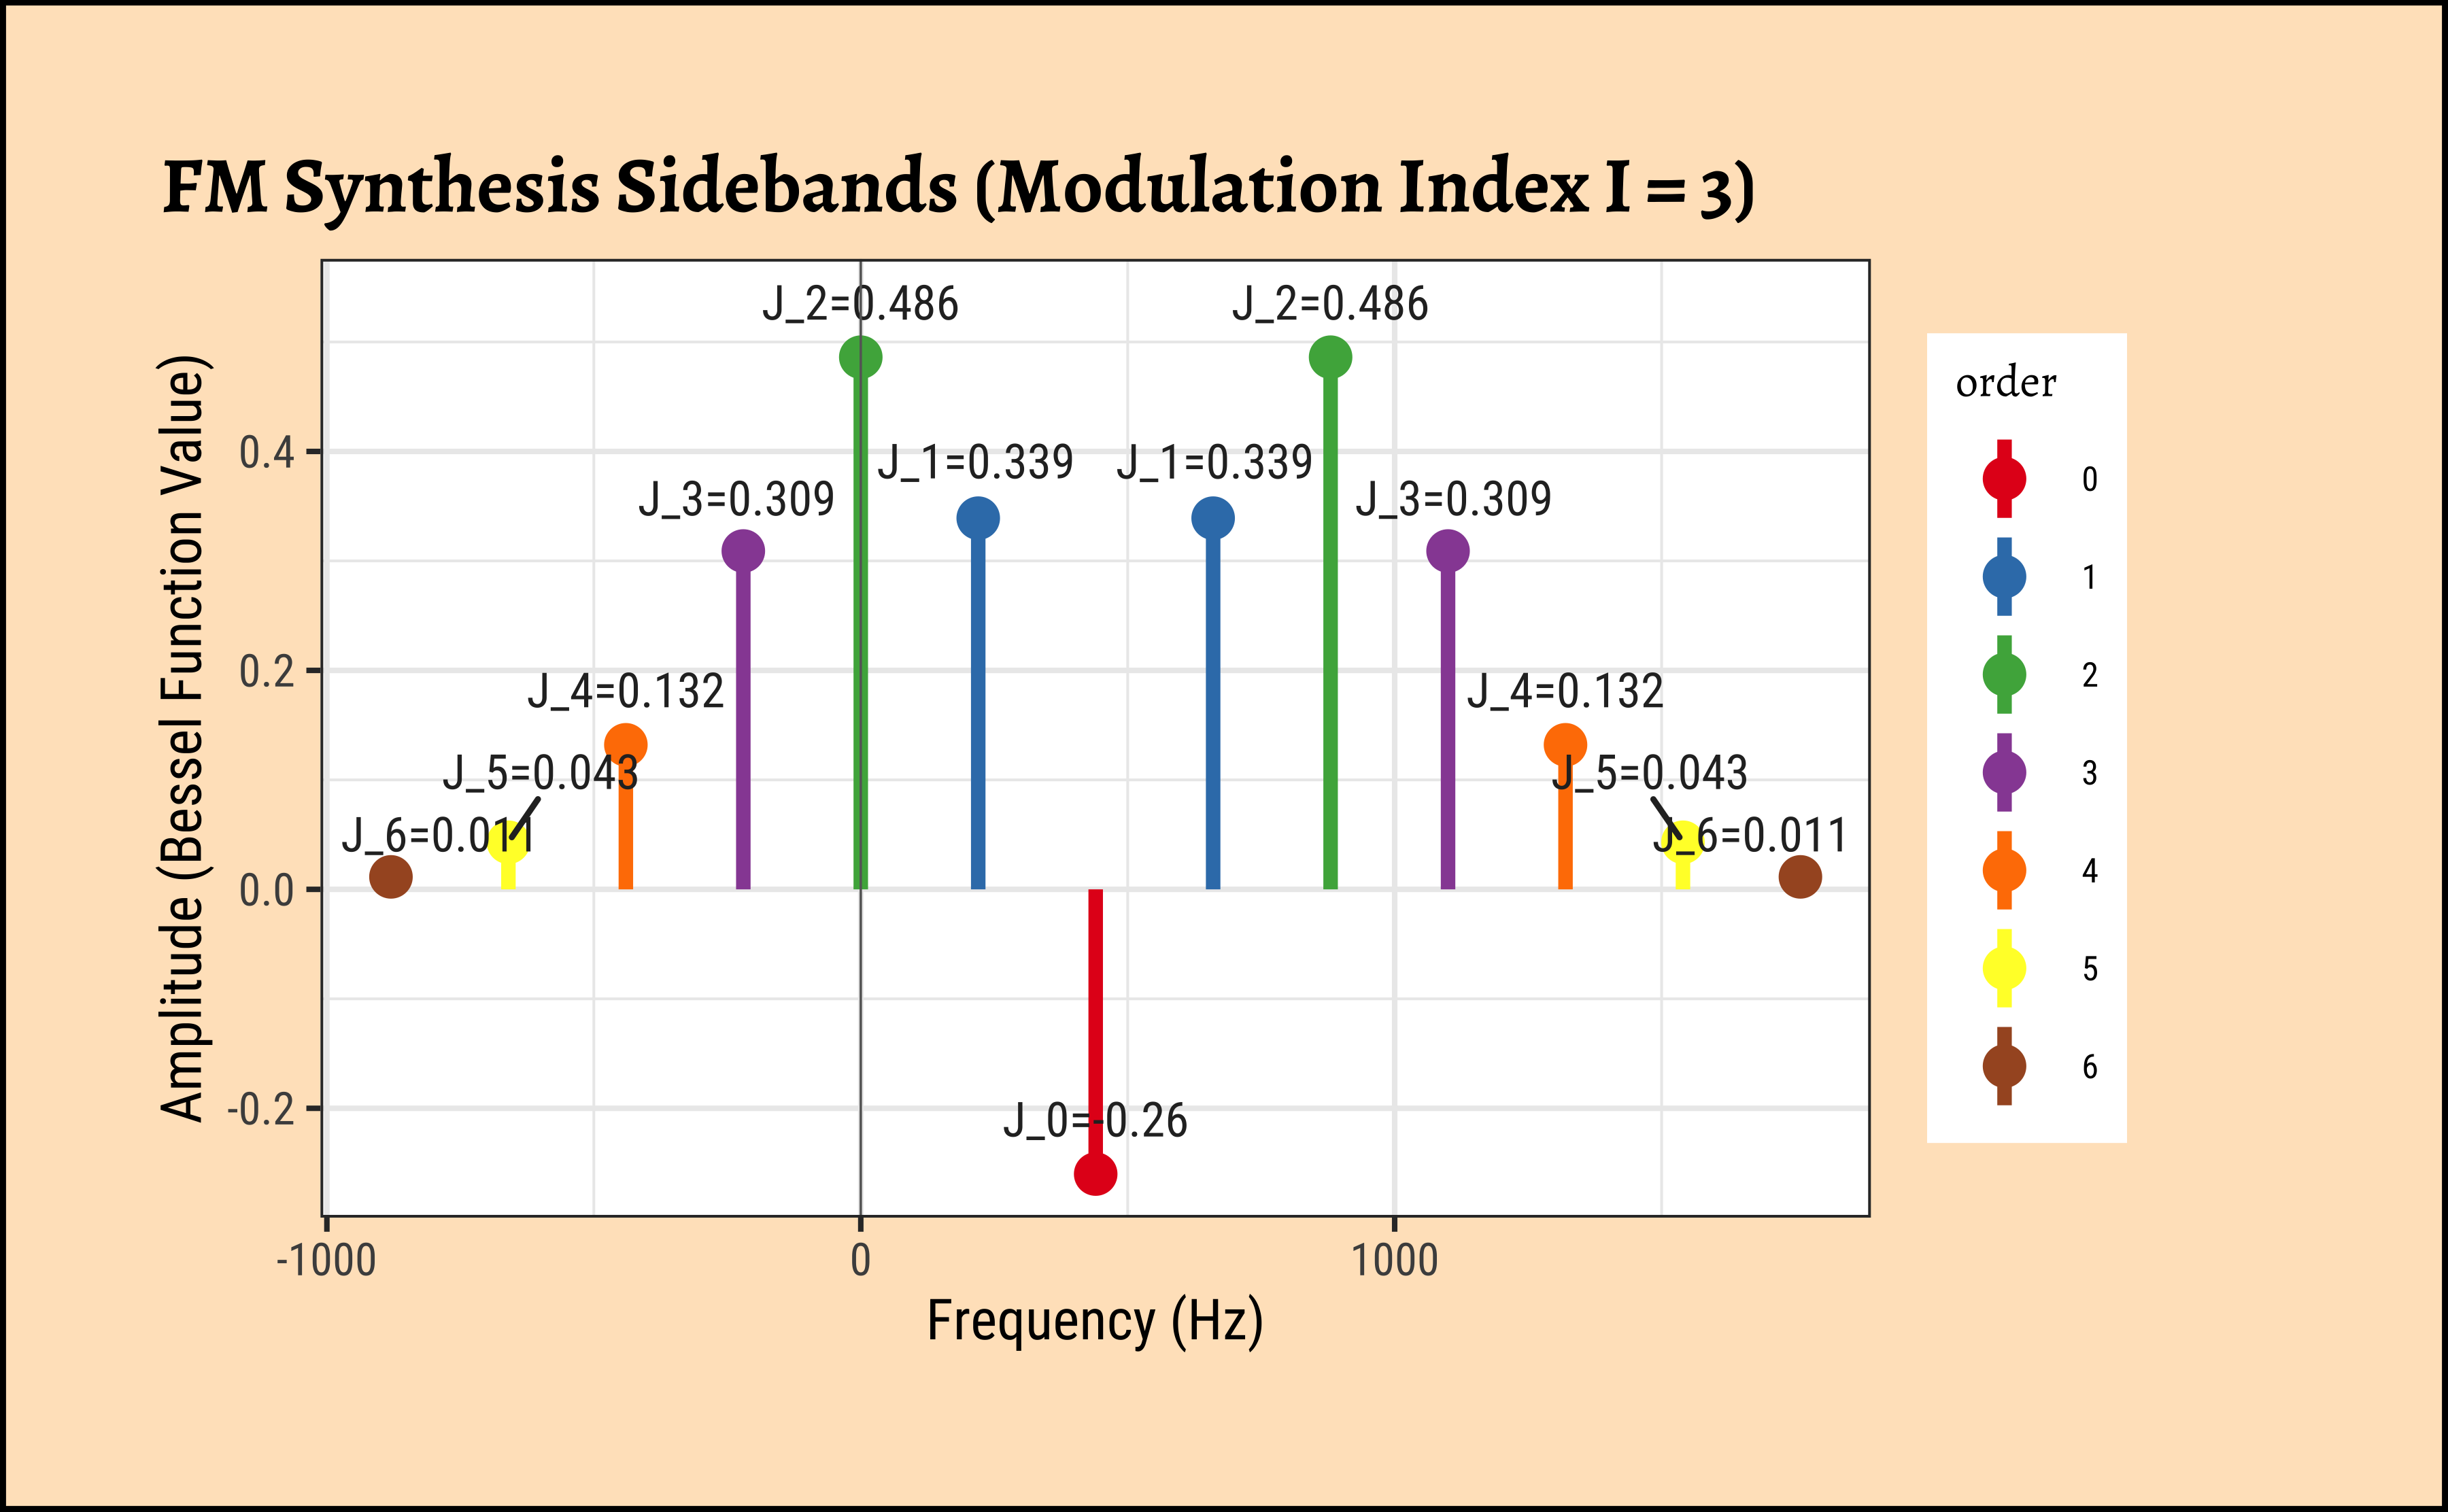 FM Synthesis Sidebands (Modulation Index I = 3)
Amplitude (Bessel Function Value)
0.4
0.2
0.0
-0.2
J_2=0.486
J_2=0.486
J_1=0.339
J_1=0.339
J_3=0.309
J_3=0.309
J_4=0.132
J_4=0.132
J_5=0.043
J_5=0.043
J_6=0.011
J_6=0.011
J_0=-0.26
-1000
0
1000
Frequency (Hz)
order
0
1
2
3
4
5
6